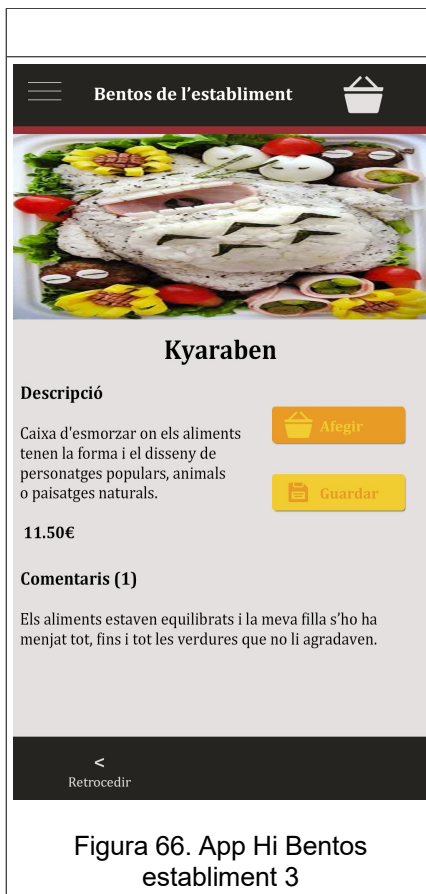 Bentos de l’establiment
Kyaraben
Descripció
Afegir
Caixa d'esmorzar on els aliments
tenen la forma i el disseny de
personatges populars, animals
o paisatges naturals.
Guardar
11.50€
Comentaris (1)
Els aliments estaven equilibrats i la meva filla s’ho ha
menjat tot, fins i tot les verdures que no li agradaven.
<
Retrocedir
Figura 66. App Hi Bentos
establiment 3